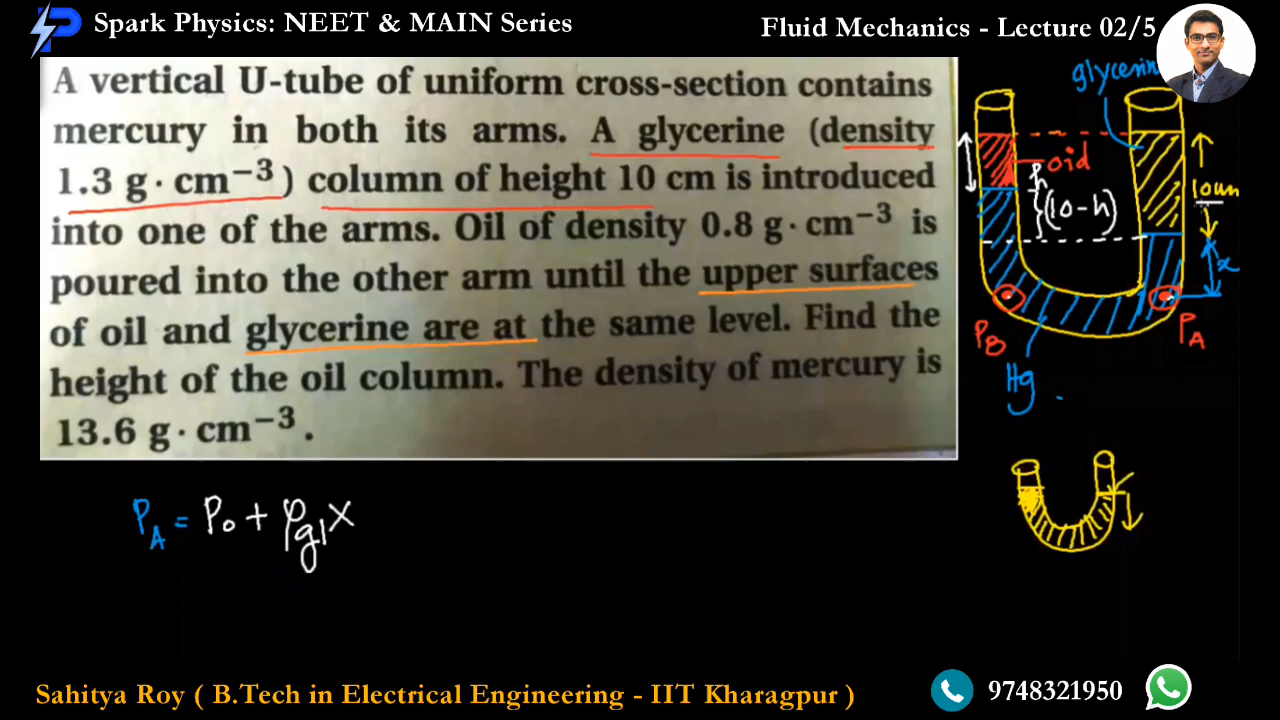 Spark Physics: NEET & MAIN Series
Fluid Mechanics - Lecture 02/5
A vertical U-tube of uniform cross-section contains
mercury in both its arms. A glycerine (density
1.3 g · cm⁻³) column of height 10 cm is introduced
into one of the arms. Oil of density 0.8 g · cm⁻³ is
poured into the other arm until the upper surfaces
of oil and glycerine are at the same level. Find the
height of the oil column. The density of mercury is
13.6 g · cm⁻³.
oid
h
(10-h)
10cm
x
P_B
P_A
Hg
P_A = P_0 + ρ_gl x
Sahitya Roy ( B.Tech in Electrical Engineering - IIT Kharagpur )
9748321950